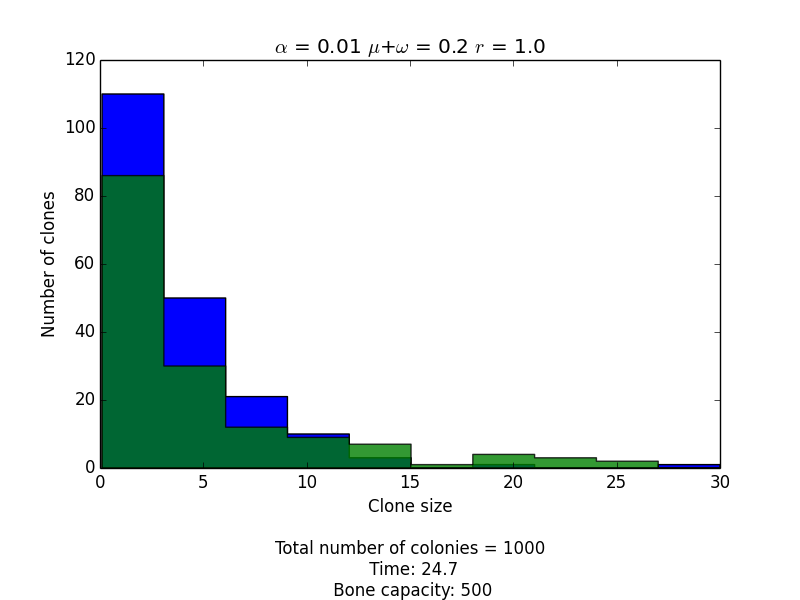 α = 0.01 μ+ω = 0.2 r = 1.0
120
100
80
60
40
20
0
Number of clones
0 5 10 15 20 25 30
Clone size
Total number of colonies = 1000
Time: 24.7
Bone capacity: 500